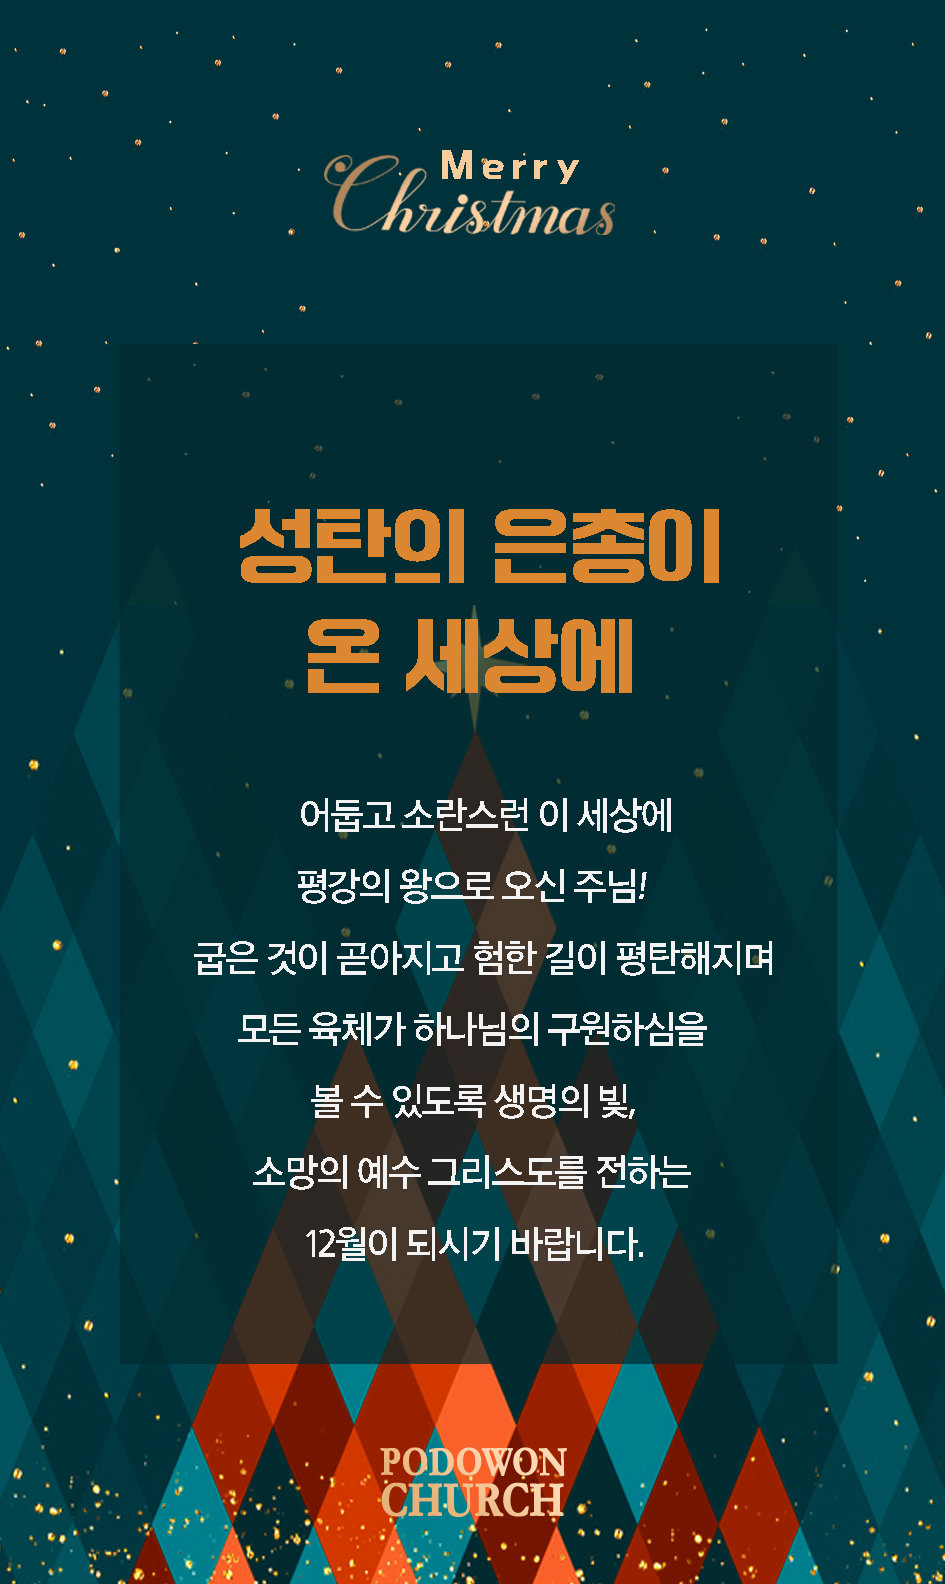 Merry
Christmas
성탄의 은총이
온 세상에
어둡고 소란스런 이 세상에
평강의 왕으로 오신 주님!
굽은 것이 곧아지고 험한 길이 평탄해지며
모든 육체가 하나님의 구원하심을
볼 수 있도록 생명의 빛,
소망의 예수 그리스도를 전하는
12월이 되시기 바랍니다.
PODOWON
CHURCH